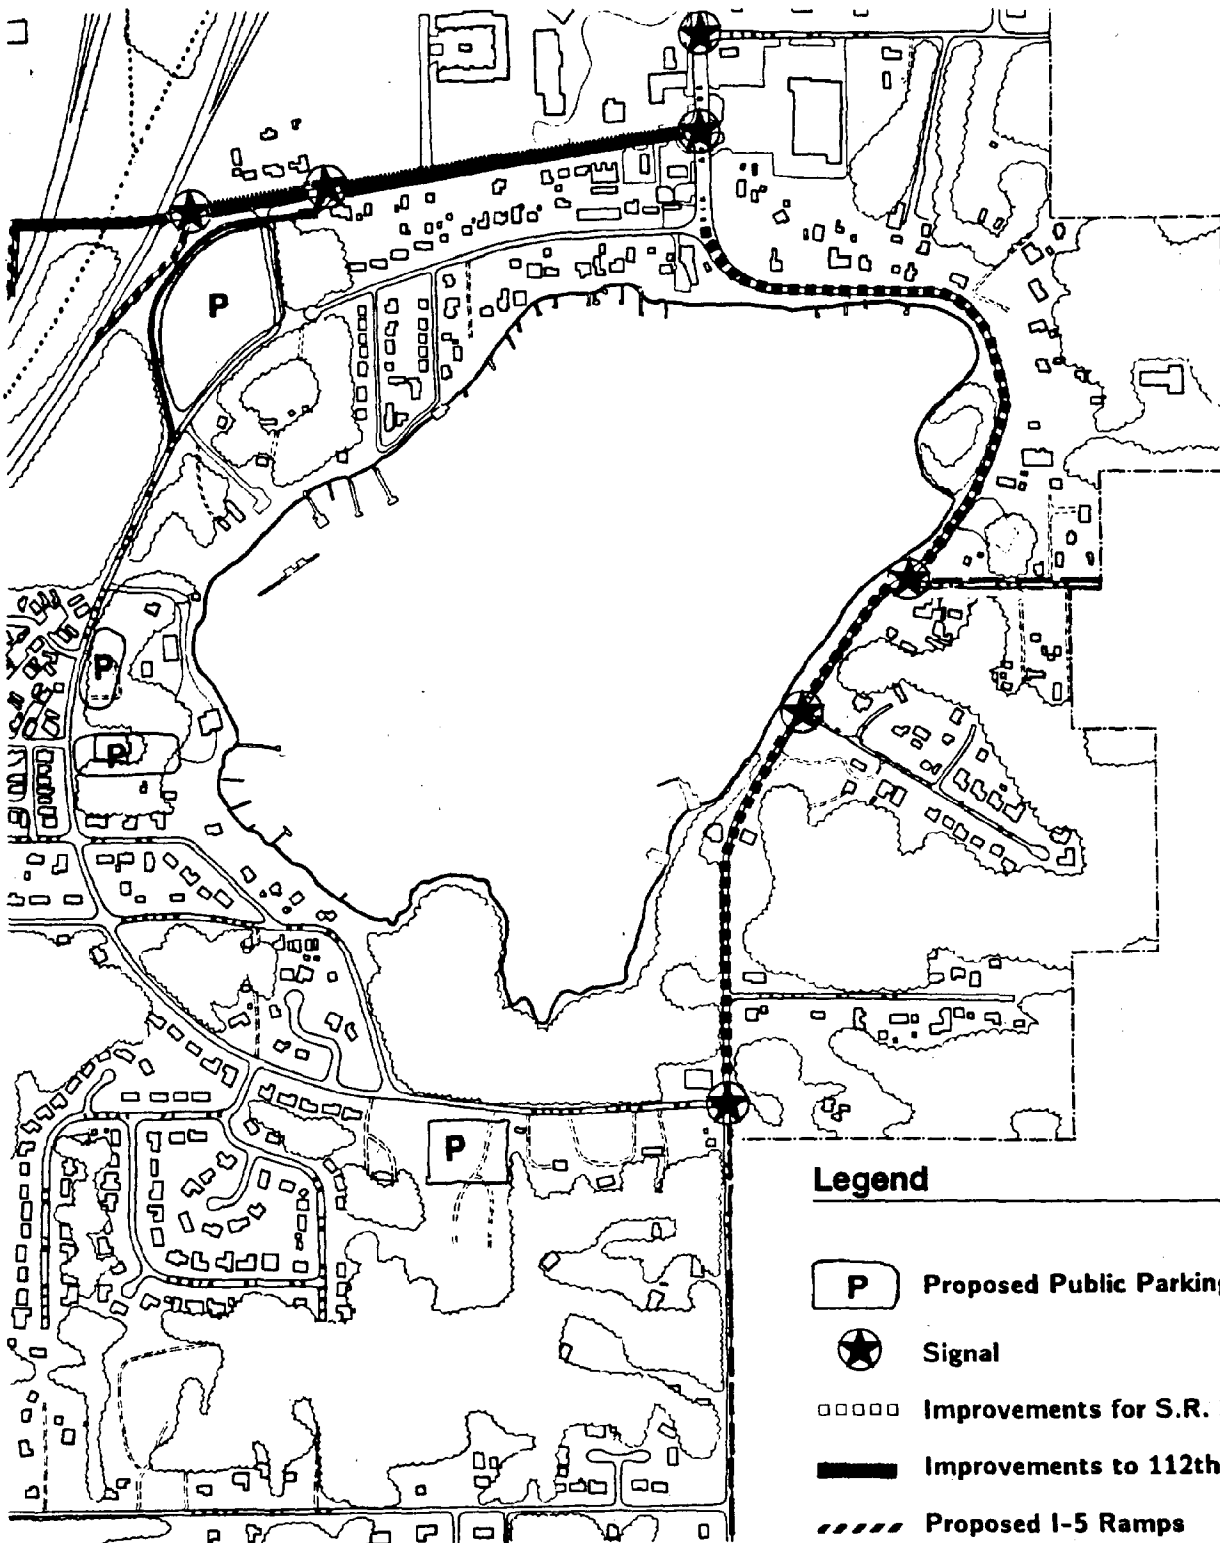 P
P
P
P
Legend
P Proposed Public Parking
Signal
Improvements for S.R.
Improvements to 112th
Proposed I-5 Ramps